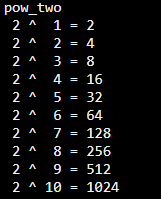 pow_two
2 ^  1 = 2
2 ^  2 = 4
2 ^  3 = 8
2 ^  4 = 16
2 ^  5 = 32
2 ^  6 = 64
2 ^  7 = 128
2 ^  8 = 256
2 ^  9 = 512
2 ^ 10 = 1024